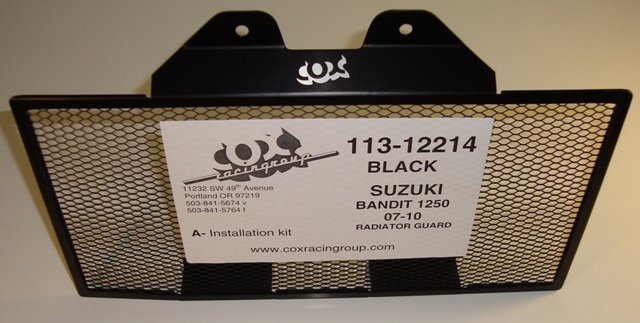 COX
COX
racingroup
11232 SW 49th Avenue
Portland OR 97219
503-841-5674 v
503-841-5764 f
A- Installation kit
113-12214
BLACK
SUZUKI
BANDIT 1250
07-10
RADIATOR GUARD
www.coxracingroup.com